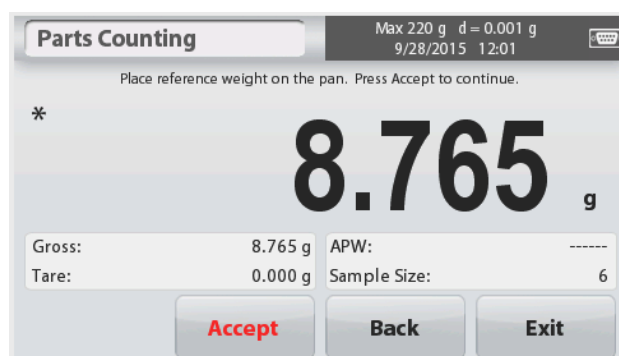 Parts Counting
Max 220 g d = 0.001 g
9/28/2015 12:01
Place reference weight on the pan. Press Accept to continue.
*
8.765 g
Gross: 8.765 g APW: ------
Tare: 0.000 g Sample Size: 6
Accept Back Exit